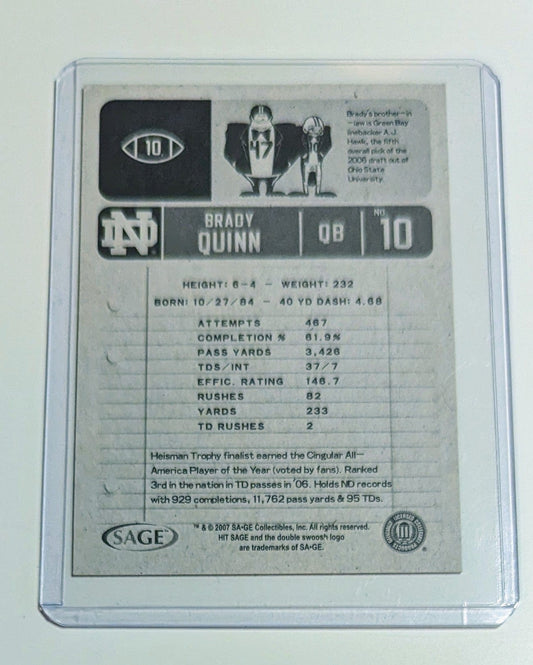 10
47
10
Brady's brother-in
-law is Green Bay
linebacker A.J.
Hawk, the fifth
overall pick of the
2006 draft out of
Ohio State
University.
ND
BRADY
QUINN
QB
NO.
10
HEIGHT: 6-4 - WEIGHT: 232
BORN: 10/27/84 - 40 YD DASH: 4.68
ATTEMPTS 467
COMPLETION % 61.9%
PASS YARDS 3,426
TDS/INT 37/7
EFFIC. RATING 146.7
RUSHES 82
YARDS 233
TD RUSHES 2
Heisman Trophy finalist earned the Cingular All-
America Player of the Year (voted by fans). Ranked
3rd in the nation in TD passes in '06. Holds ND records
with 929 completions, 11,762 pass yards & 95 TDs.
SAGE
™ & © 2007 SA•GE Collectibles, Inc. All rights reserved.
HIT SAGE and the double swoosh logo
are trademarks of SA•GE.